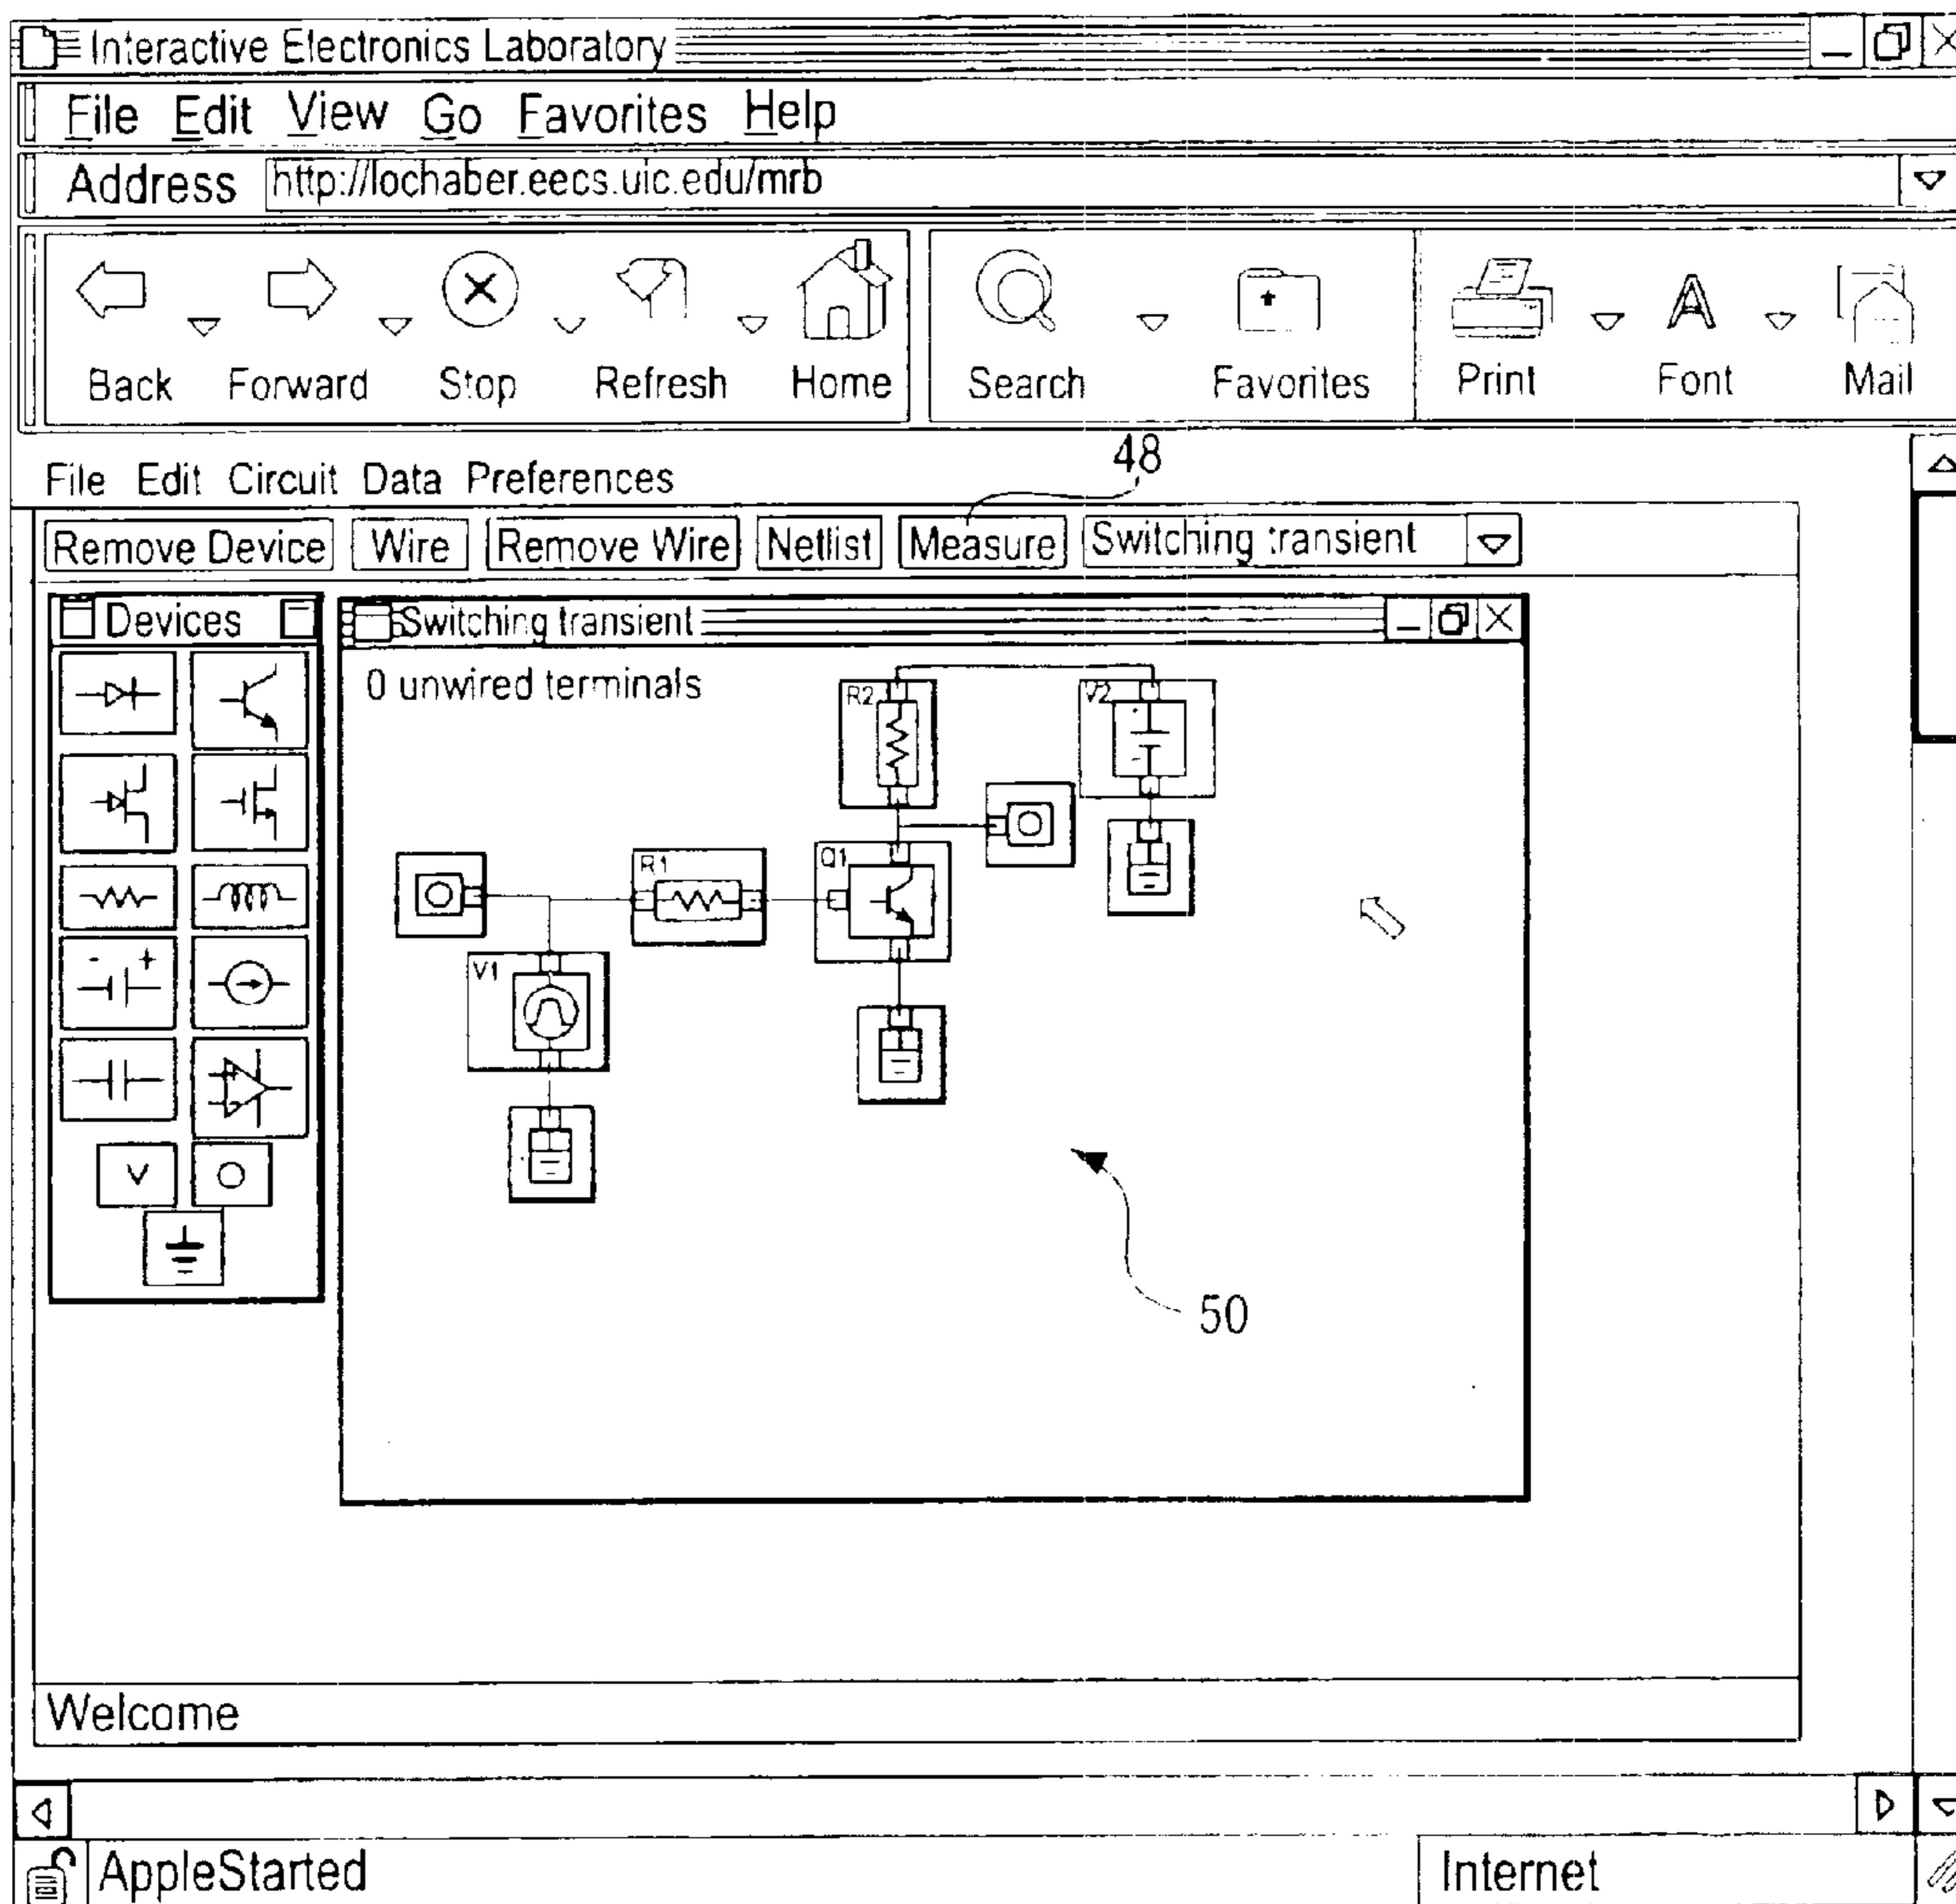 Interactive Electronics Laboratory
File Edit View Go Favorites Help
Address http://lochaber.eecs.uic.edu/mrb
Back Forward Stop Refresh Home Search Favorites Print Font Mail
48
File Edit Circuit Data Preferences
Remove Device Wire Remove Wire Netlist Measure Switching transient
Devices Switching transient
0 unwired terminals
R2 V2
R1 Q1
V1
- +
V O
50
Welcome
AppleStarted Internet